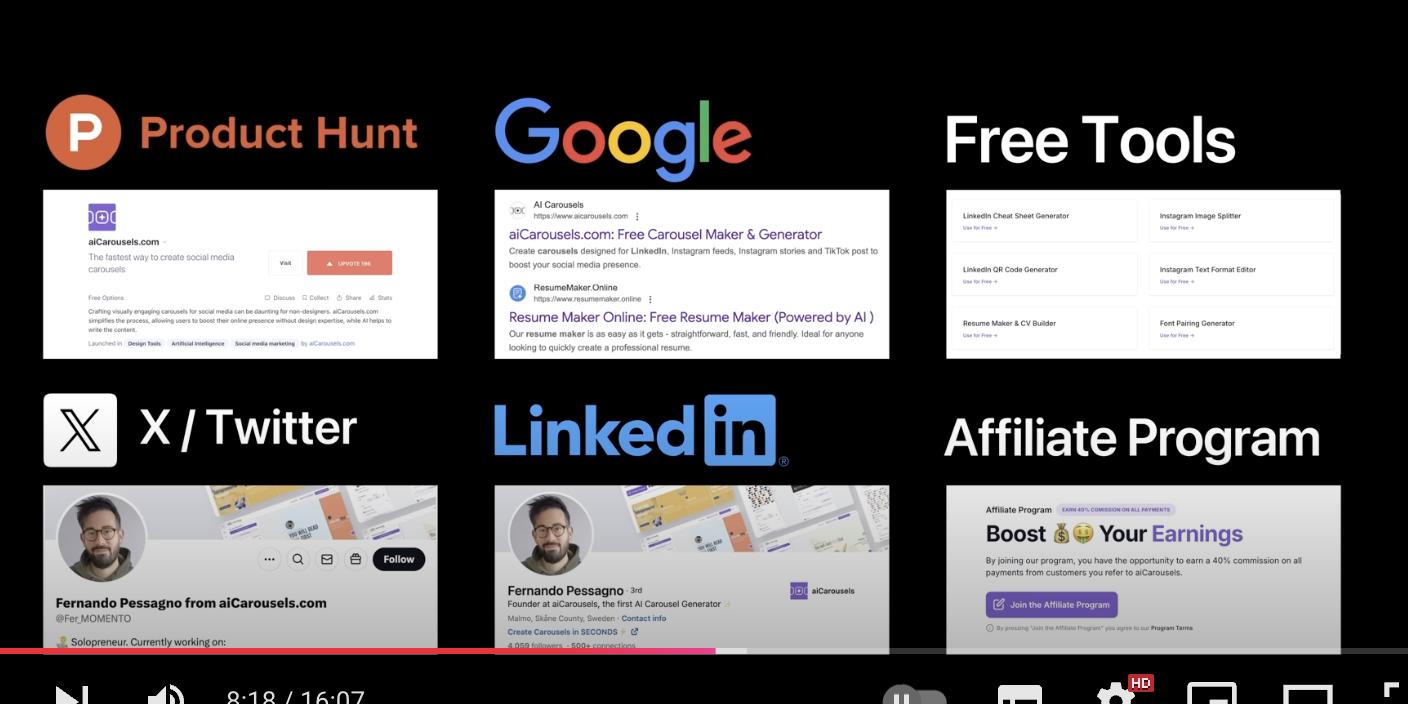 Product Hunt
aiCarousels.com
The fastest way to create social media
carousels
Visit
UPVOTE 196
Free Options
Discuss
Collect
Share
Stats
Crafting visually engaging carousels for social media can be daunting for non-designers. aiCarousels.com
simplifies the process, allowing users to boost their online presence without design expertise, while AI helps to
write the content.
Launched in Design Tools Artificial Intelligence Social media marketing by aiCarousels.com
Google
AI Carousels
https://www.aicarousels.com
aiCarousels.com: Free Carousel Maker & Generator
Create carousels designed for LinkedIn, Instagram feeds, Instagram stories and TikTok post to
boost your social media presence.
ResumeMaker.Online
https://www.resumemaker.online
Resume Maker Online: Free Resume Maker (Powered by AI )
Our resume maker is as easy as it gets - straightforward, fast, and friendly. Ideal for anyone
looking to quickly create a professional resume.
Free Tools
LinkedIn Cheat Sheet Generator
Use for Free →
Instagram Image Splitter
Use for Free →
LinkedIn QR Code Generator
Use for Free →
Instagram Text Format Editor
Use for Free →
Resume Maker & CV Builder
Use for Free →
Font Pairing Generator
Use for Free →
X / Twitter
Follow
Fernando Pessagno from aiCarousels.com
@Fer_MOMENTO
Solopreneur. Currently working on:
Linked in ®
Fernando Pessagno · 3rd
aiCarousels
Founder at aiCarousels, the first AI Carousel Generator
Malmo, Skåne County, Sweden · Contact info
Create Carousels in SECONDS
4,059 followers · 500+ connections
Affiliate Program
Affiliate Program EARN 40% COMISSION ON ALL PAYMENTS
Boost 💰🤑 Your Earnings
By joining our program, you have the opportunity to earn a 40% commission on all
payments from customers you refer to aiCarousels.
Join the Affiliate Program
By pressing "Join the Affiliate Program" you agree to our Program Terms
8:18 / 16:07
HD